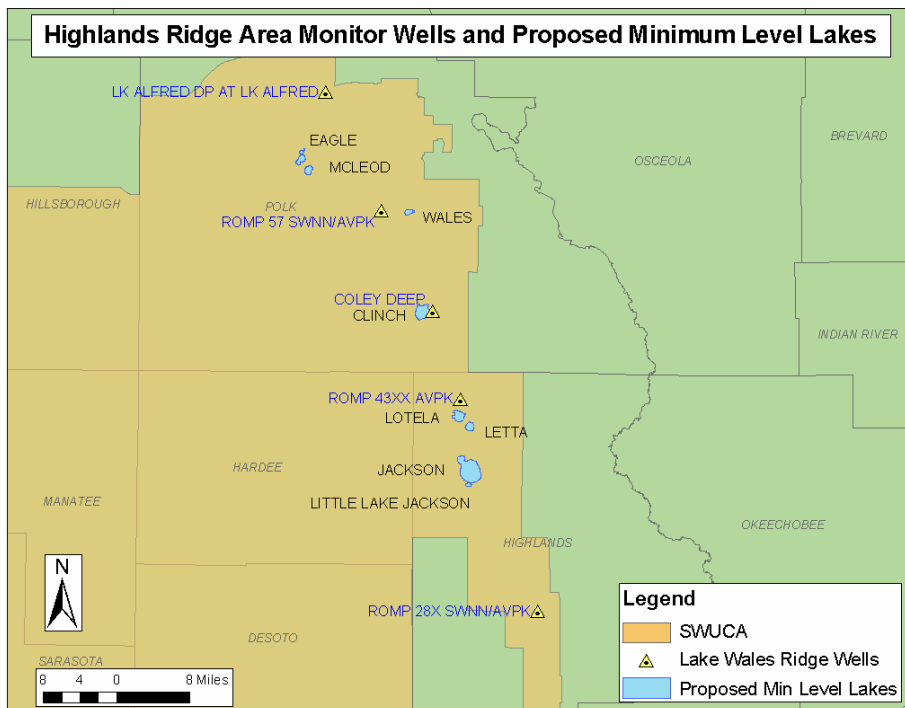 Highlands Ridge Area Monitor Wells and Proposed Minimum Level Lakes
LK ALFRED DP AT LK ALFRED
EAGLE
MCLEOD
OSCEOLA
BREVARD
HILLSBOROUGH
POLK
ROMP 57 SWNN/AVPK
WALES
COLEY DEEP
CLINCH
INDIAN RIVER
ROMP 43XX AVPK
LOTELA
LETTA
JACKSON
HARDEE
MANATEE
LITTLE LAKE JACKSON
OKEECHOBEE
HIGHLANDS
N
ROMP 28X SWNN/AVPK
DESOTO
SARASOTA
8 4 0 8 Miles
Legend
SWUCA
Lake Wales Ridge Wells
Proposed Min Level Lakes